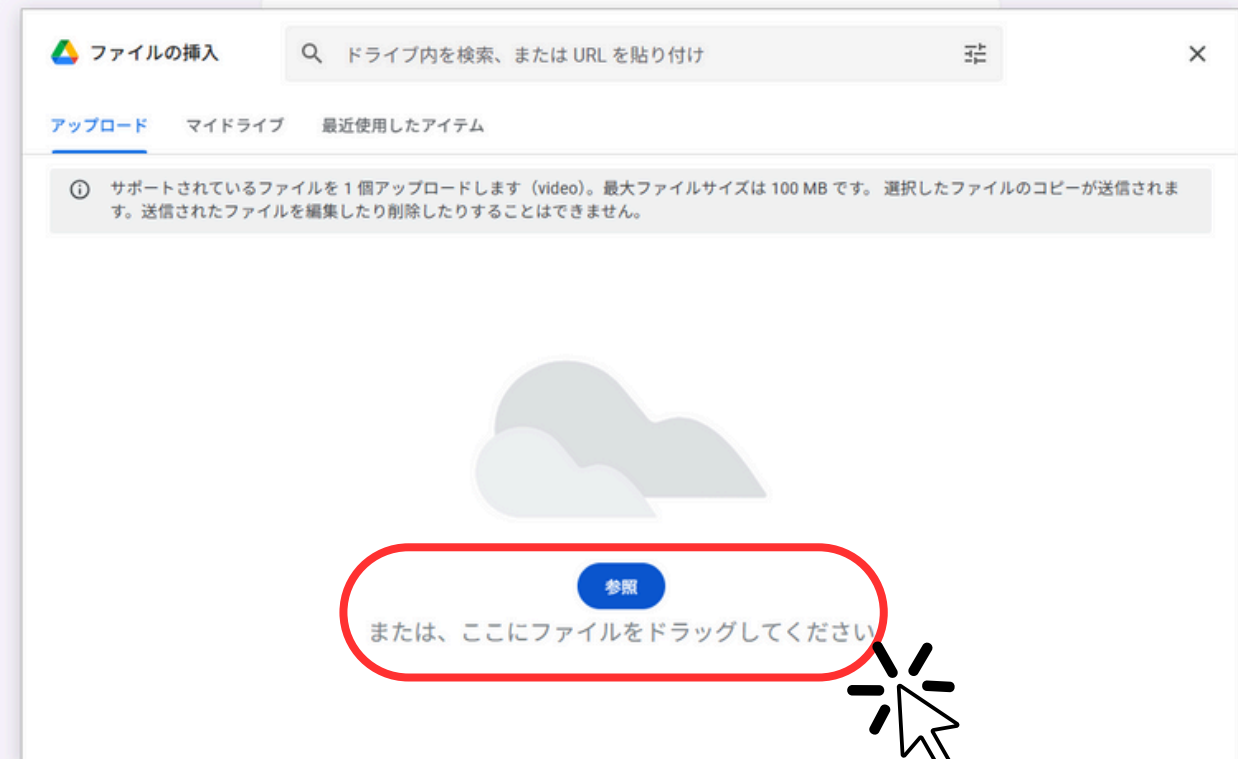 ファイルの挿入
ドライブ内を検索、または URL を貼り付け
アップロード マイドライブ 最近使用したアイテム
サポートされているファイルを 1 個アップロードします（video）。最大ファイルサイズは 100 MB です。 選択したファイルのコピーが送信されま
す。送信されたファイルを編集したり削除したりすることはできません。
参照
または、ここにファイルをドラッグしてください